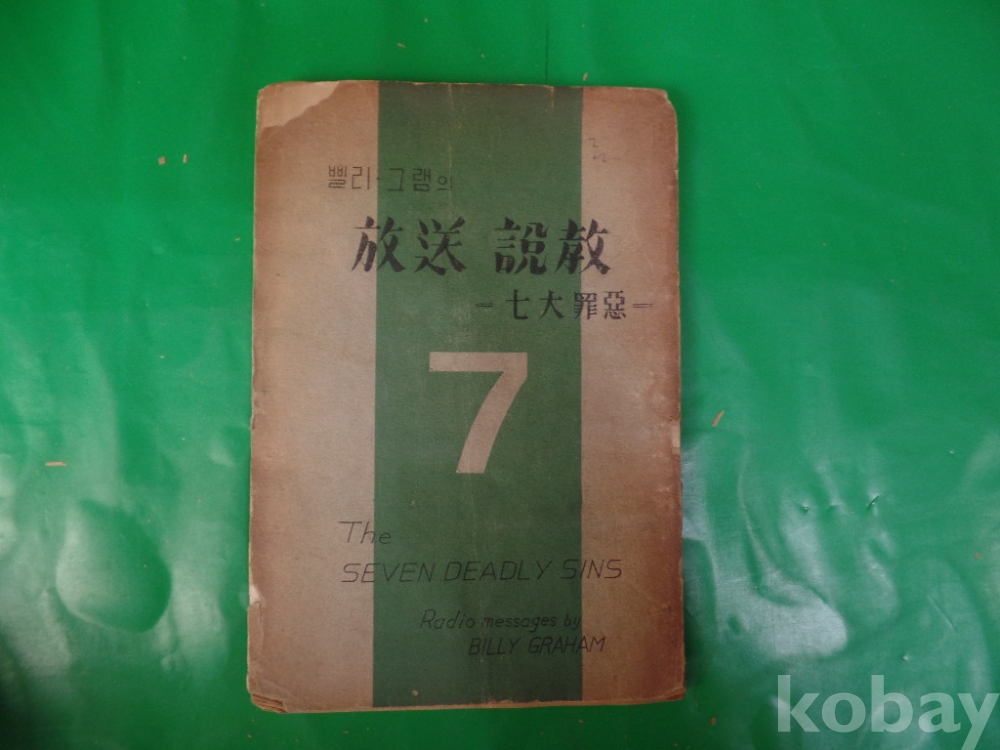 삘리·그램의
放送 說敎
—七大罪惡—
7
The
SEVEN DEADLY SINS
Radio messages by
BILLY GRAHAM
kobay